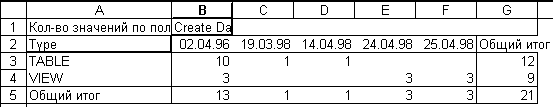 A B C D E F G
1 Кол-во значений по пол Create Da
2 Type 02.04.96 19.03.98 14.04.98 24.04.98 25.04.98 Общий итог
3 TABLE 10 1 1 12
4 VIEW 3 3 3 9
5 Общий итог 13 1 1 3 3 21